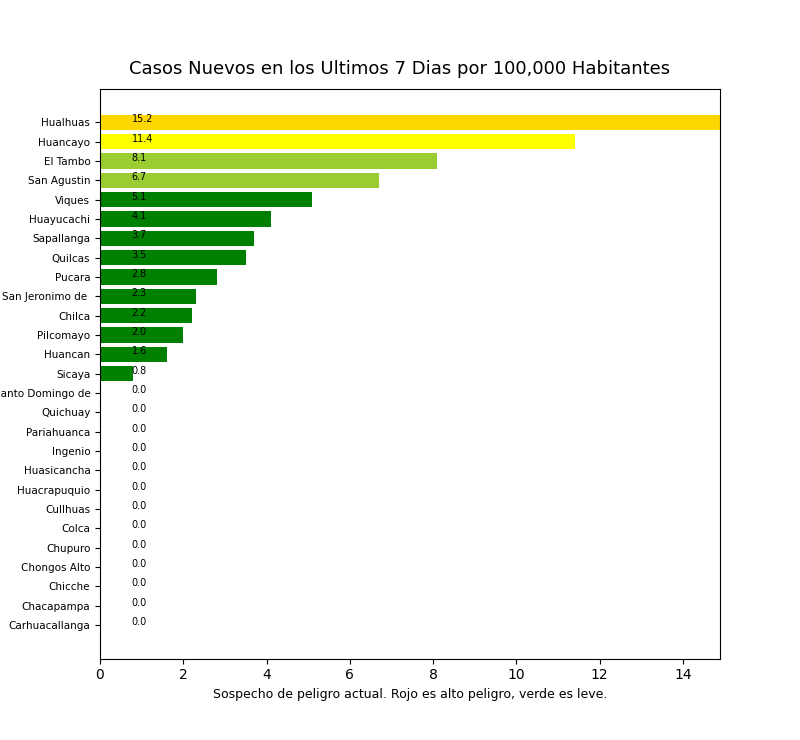 Casos Nuevos en los Ultimos 7 Dias por 100,000 Habitantes
Hualhuas 15.2
Huancayo 11.4
El Tambo 8.1
San Agustin 6.7
Viques 5.1
Huayucachi 4.1
Sapallanga 3.7
Quilcas 3.5
Pucara 2.8
San Jeronimo de 2.3
Chilca 2.2
Pilcomayo 2.0
Huancan 1.6
Sicaya 0.8
anto Domingo de 0.0
Quichuay 0.0
Pariahuanca 0.0
Ingenio 0.0
Huasicancha 0.0
Huacrapuquio 0.0
Cullhuas 0.0
Colca 0.0
Chupuro 0.0
Chongos Alto 0.0
Chicche 0.0
Chacapampa 0.0
Carhuacallanga 0.0
0 2 4 6 8 10 12 14
Sospecho de peligro actual. Rojo es alto peligro, verde es leve.